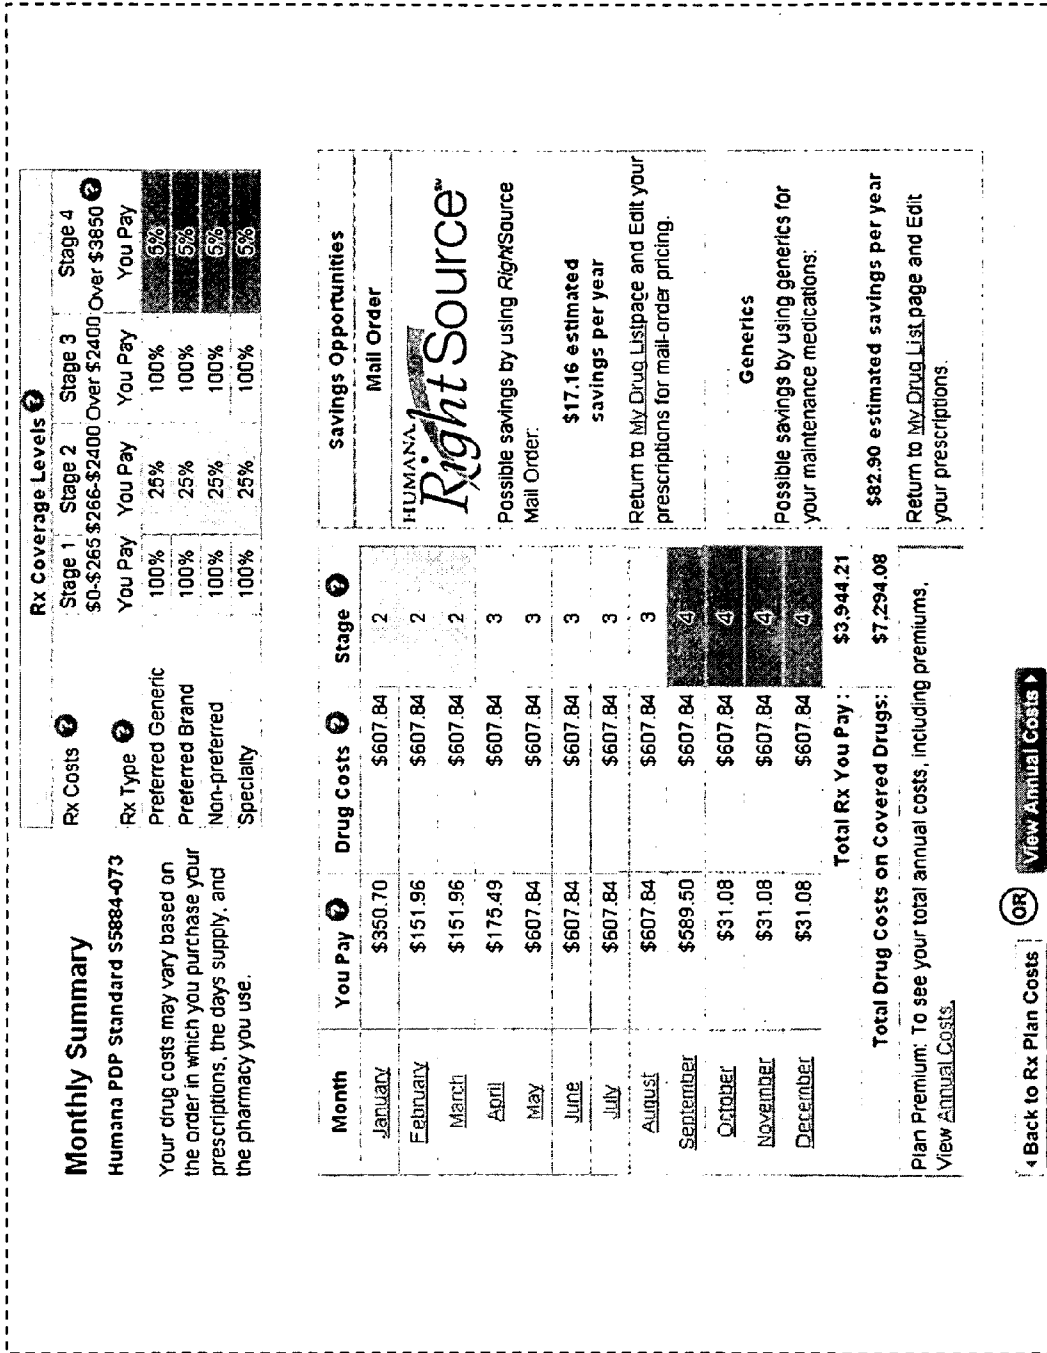 Monthly Summary
Humana PDP Standard S5884-073
Your drug costs may vary based on
the order in which you purchase your
prescriptions, the days supply, and
the pharmacy you use.
Rx Coverage Levels ?
Rx Costs ? Stage 1 Stage 2 Stage 3 Stage 4
$0-$265 $266-$2400 Over $2400 Over $3850 ?
Rx Type ? You Pay You Pay You Pay You Pay
Preferred Generic 100% 25% 100% 5%
Preferred Brand 100% 25% 100% 5%
Non-preferred 100% 25% 100% 5%
Specialty 100% 25% 100% 5%
Month You Pay ? Drug Costs ? Stage ?
January $350.70 $607.84 2
February $151.96 $607.84 2
March $151.96 $607.84 2
April $175.49 $607.84 3
May $607.84 $607.84 3
June $607.84 $607.84 3
July $607.84 $607.84 3
August $607.84 $607.84 3
September $589.50 $607.84 4
October $31.08 $607.84 4
November $31.08 $607.84 4
December $31.08 $607.84 4
Total Rx You Pay: $3,944.21
Total Drug Costs on Covered Drugs: $7,294.08
Plan Premium: To see your total annual costs, including premiums,
View Annual Costs.
Savings Opportunities
Mail Order
HUMANA
RightSource℠
Possible savings by using RightSource
Mail Order:
$17.16 estimated
savings per year
Return to My Drug Listpage and Edit your
prescriptions for mail-order pricing.
Generics
Possible savings by using generics for
your maintenance medications:
$82.90 estimated savings per year
Return to My Drug List page and Edit
your prescriptions.
Back to Rx Plan Costs OR View Annual Costs